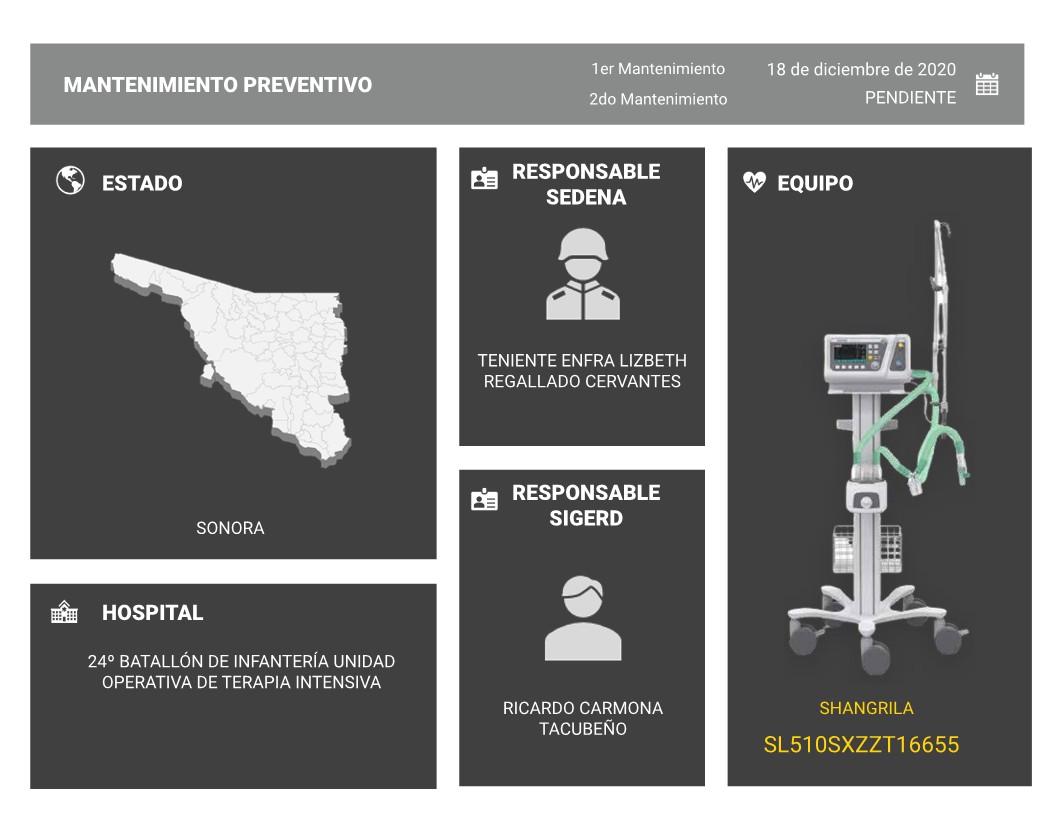 MANTENIMIENTO PREVENTIVO
1er Mantenimiento
18 de diciembre de 2020
2do Mantenimiento
PENDIENTE
ESTADO
SONORA
HOSPITAL
24º BATALLÓN DE INFANTERÍA UNIDAD
OPERATIVA DE TERAPIA INTENSIVA
RESPONSABLE
SEDENA
TENIENTE ENFRA LIZBETH
REGALLADO CERVANTES
RESPONSABLE
SIGERD
RICARDO CARMONA
TACUBEÑO
EQUIPO
SHANGRILA
SL510SXZZT16655